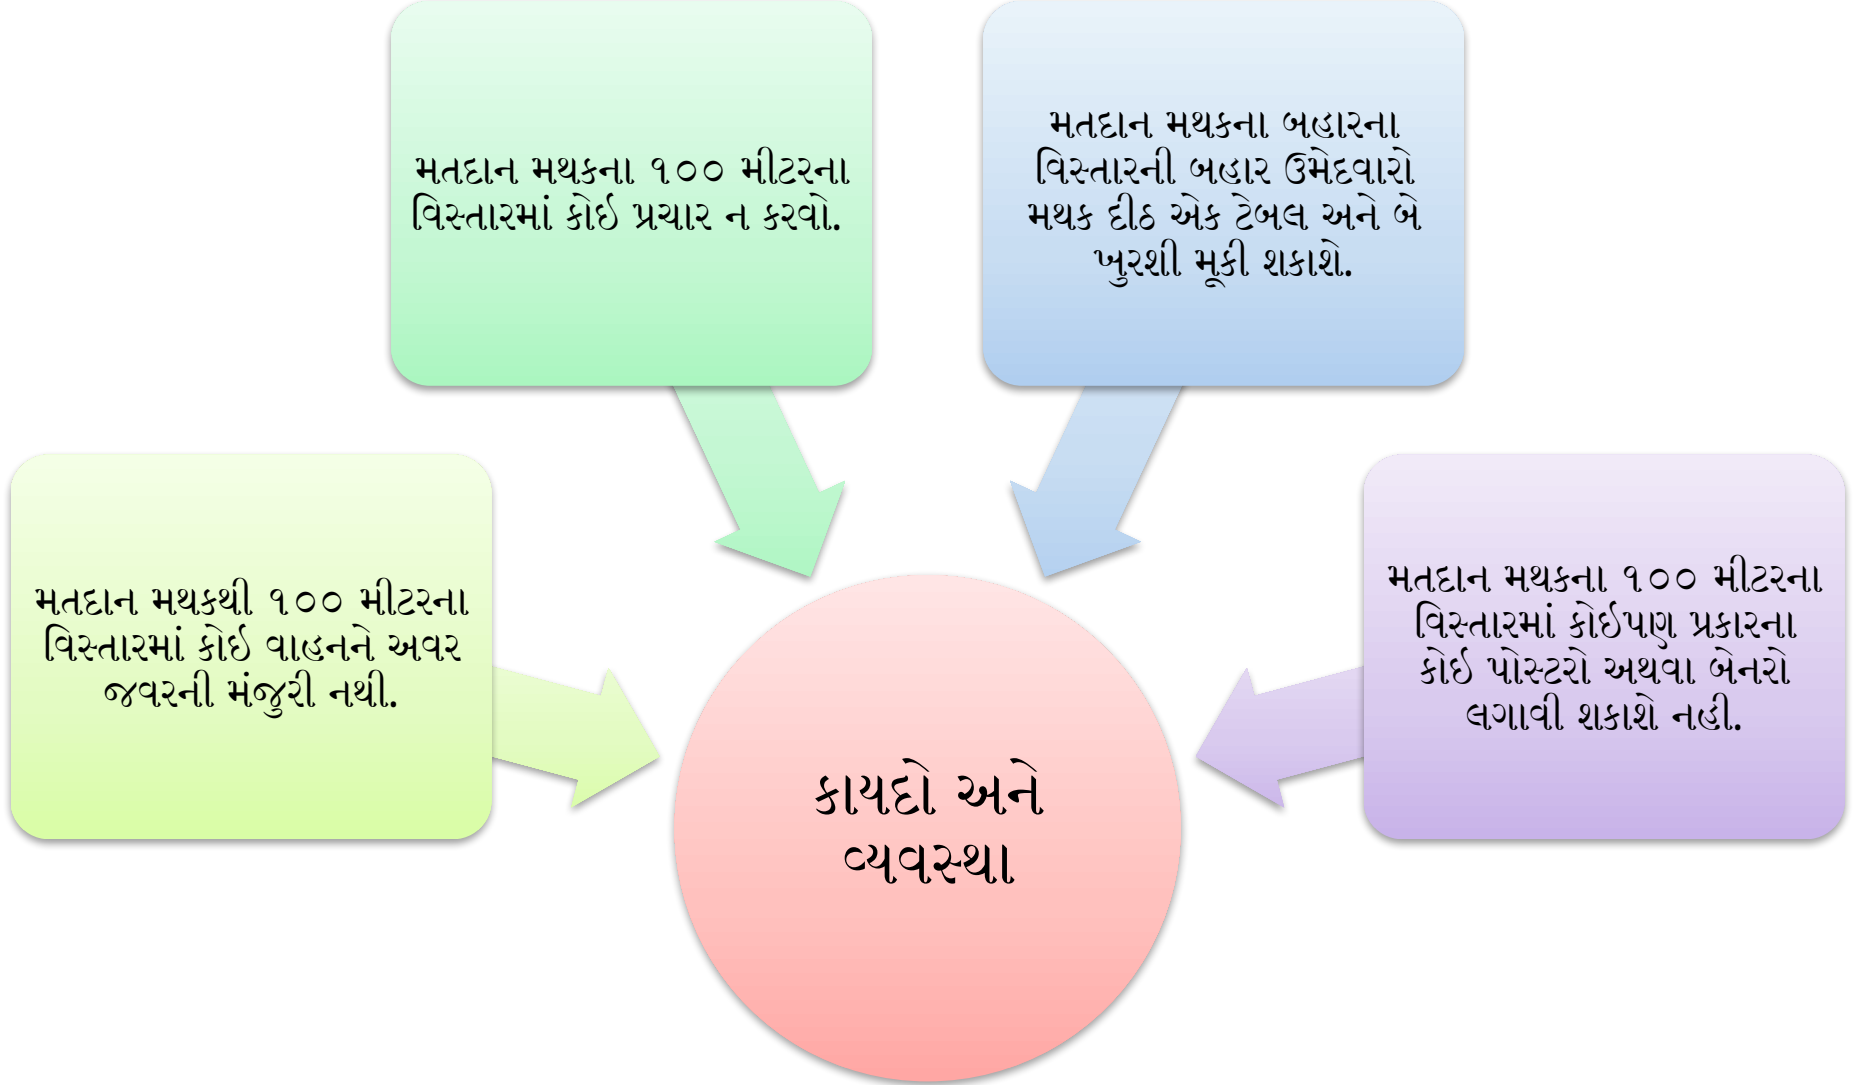 મતદાન મથકના ૧૦૦ મીટરના
વિસ્તારમાં કોઈ પ્રચાર ન કરવો.
મતદાન મથકના બહારના
વિસ્તારની બહાર ઉમેદવારો
મથક દીઠ એક ટેબલ અને બે
ખુરશી મૂકી શકાશે.
મતદાન મથકથી ૧૦૦ મીટરના
વિસ્તારમાં કોઈ વાહનને અવર
જવરની મંજુરી નથી.
મતદાન મથકના ૧૦૦ મીટરના
વિસ્તારમાં કોઈપણ પ્રકારના
કોઈ પોસ્ટરો અથવા બેનરો
લગાવી શકાશે નહી.
કાયદો અને
વ્યવસ્થા